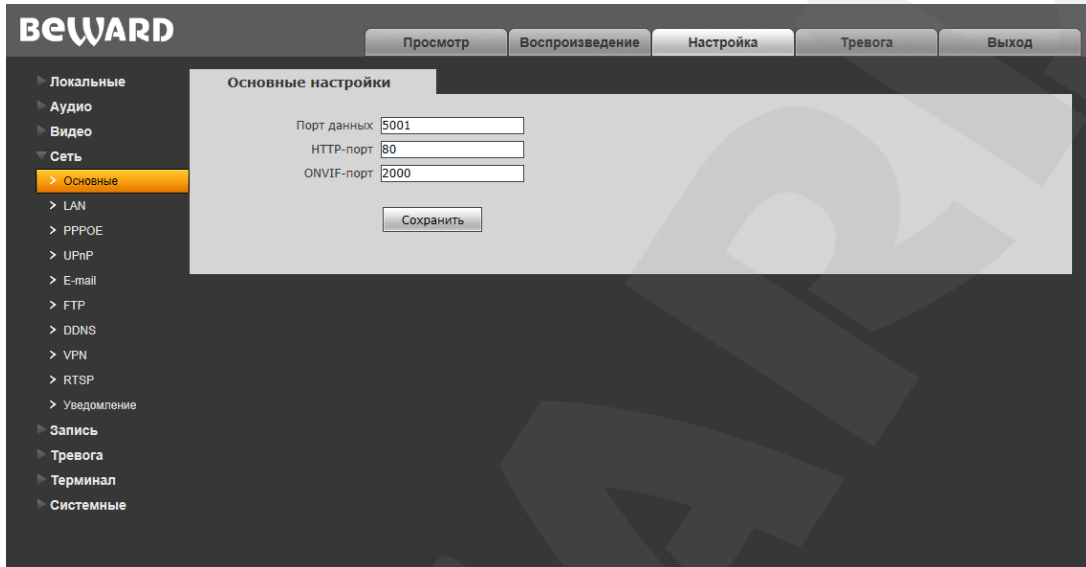 BEWARD
Просмотр
Воспроизведение
Настройка
Тревога
Выход
Локальные
Аудио
Видео
Сеть
Основные
LAN
PPPOE
UPnP
E-mail
FTP
DDNS
VPN
RTSP
Уведомление
Запись
Тревога
Терминал
Системные
Основные настройки
Порт данных 5001
HTTP-порт 80
ONVIF-порт 2000
Сохранить